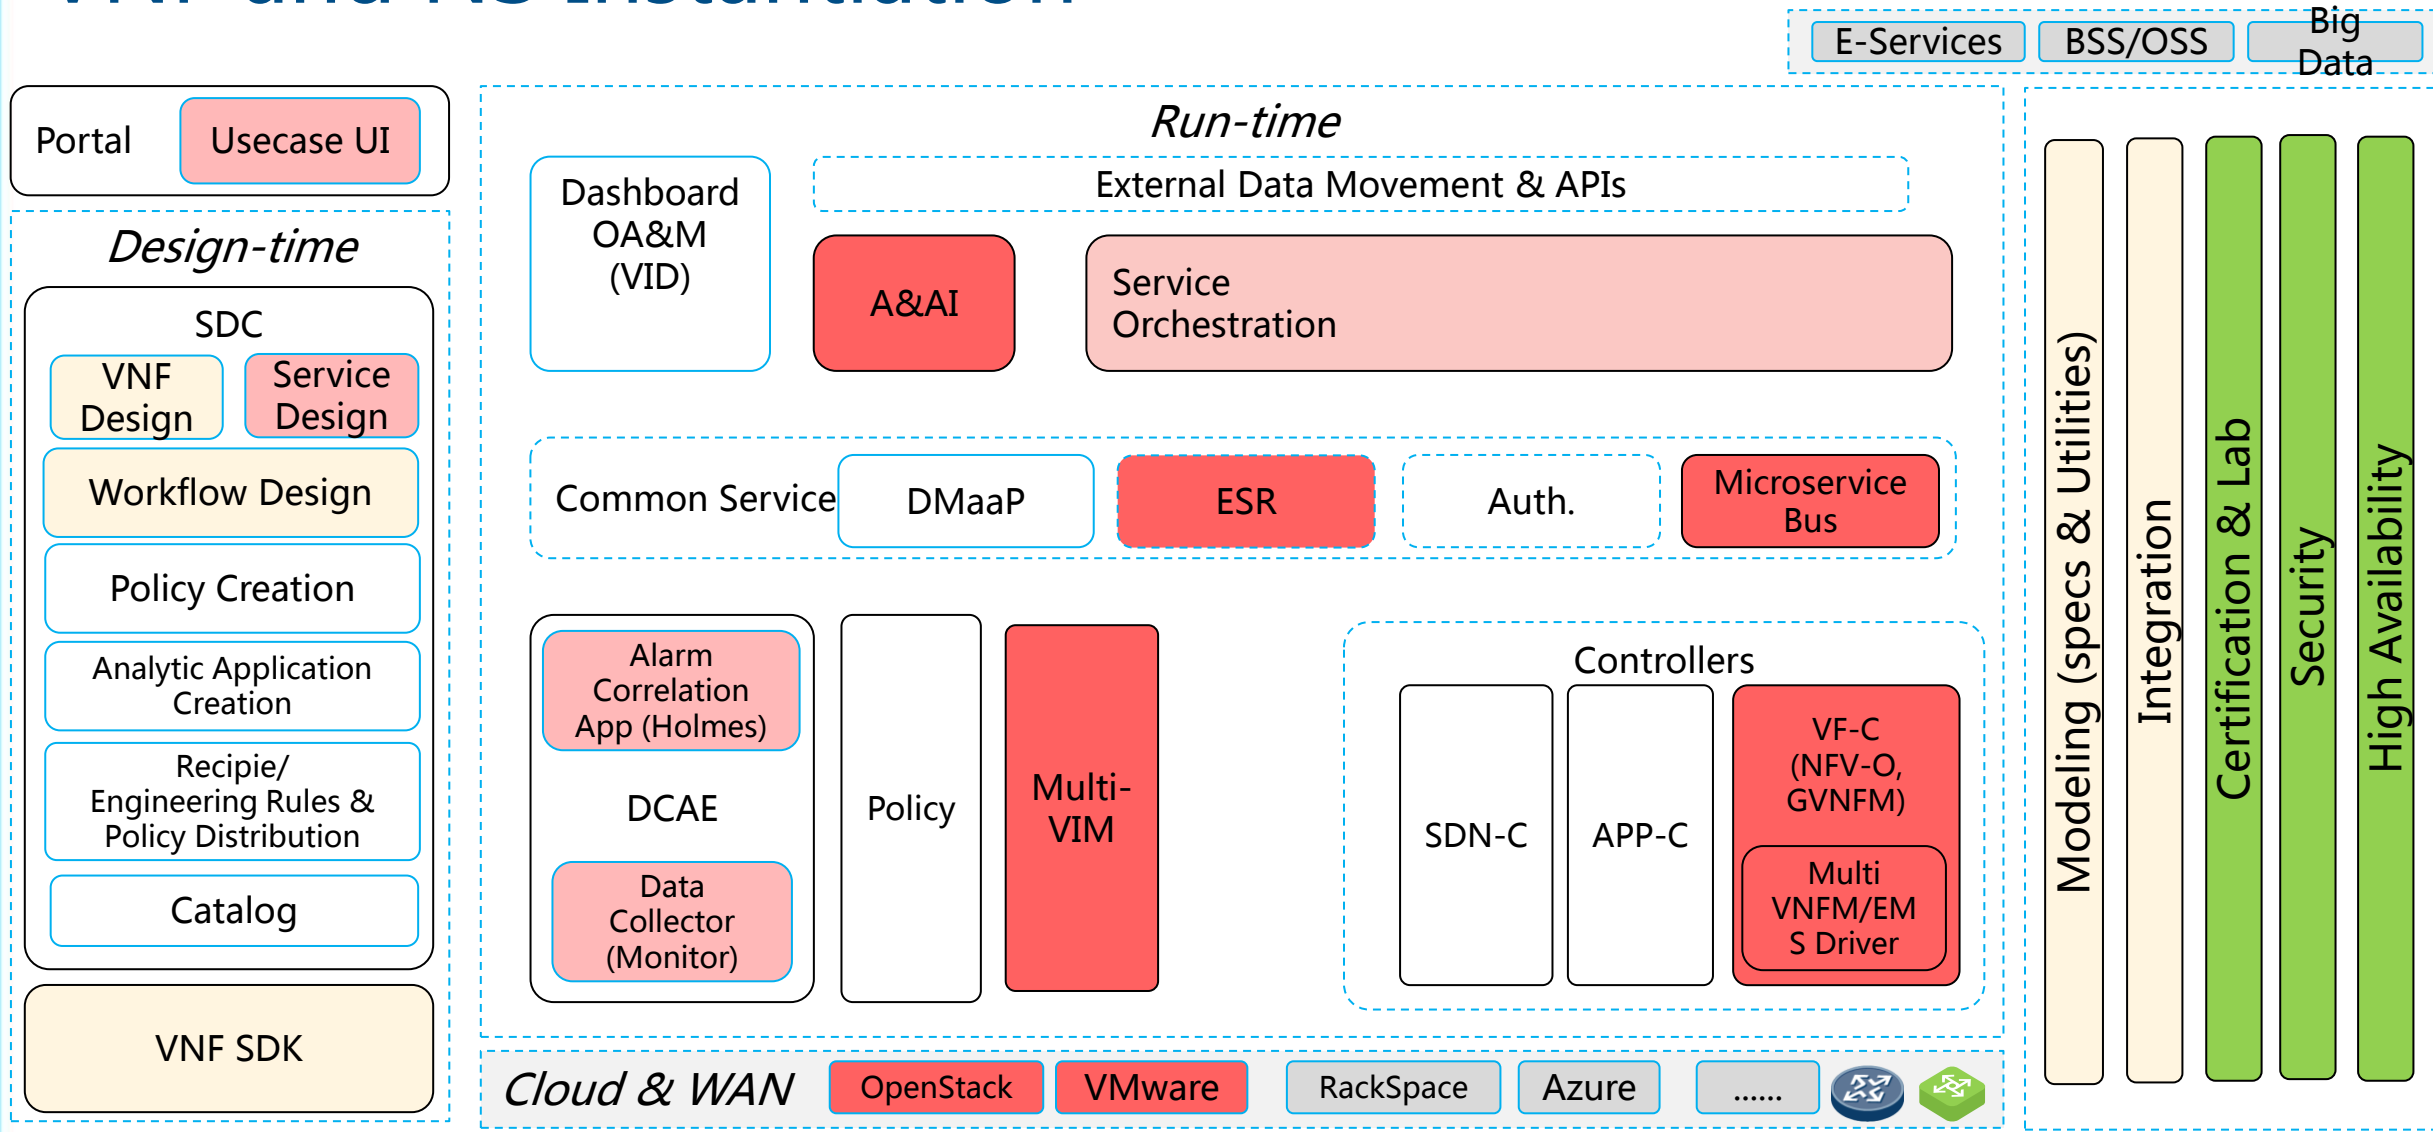 VNF and NS Instantiation
E-Services
BSS/OSS
Big
Data
Portal
Usecase UI
Design-time
SDC
VNF
Design
Service
Design
Workflow Design
Policy Creation
Analytic Application
Creation
Recipie/
Engineering Rules &
Policy Distribution
Catalog
VNF SDK
Run-time
Dashboard
OA&M
(VID)
External Data Movement & APIs
A&AI
Service
Orchestration
Common Service
DMaaP
ESR
Auth.
Microservice
Bus
Alarm
Correlation
App (Holmes)
DCAE
Data
Collector
(Monitor)
Policy
Multi-
VIM
Controllers
SDN-C
APP-C
VF-C
(NFV-O,
GVNFM)
Multi
VNFM/EM
S Driver
Cloud & WAN
OpenStack
VMware
RackSpace
Azure
......
Modeling (specs & Utilities)
Integration
Certification & Lab
Security
High Availability